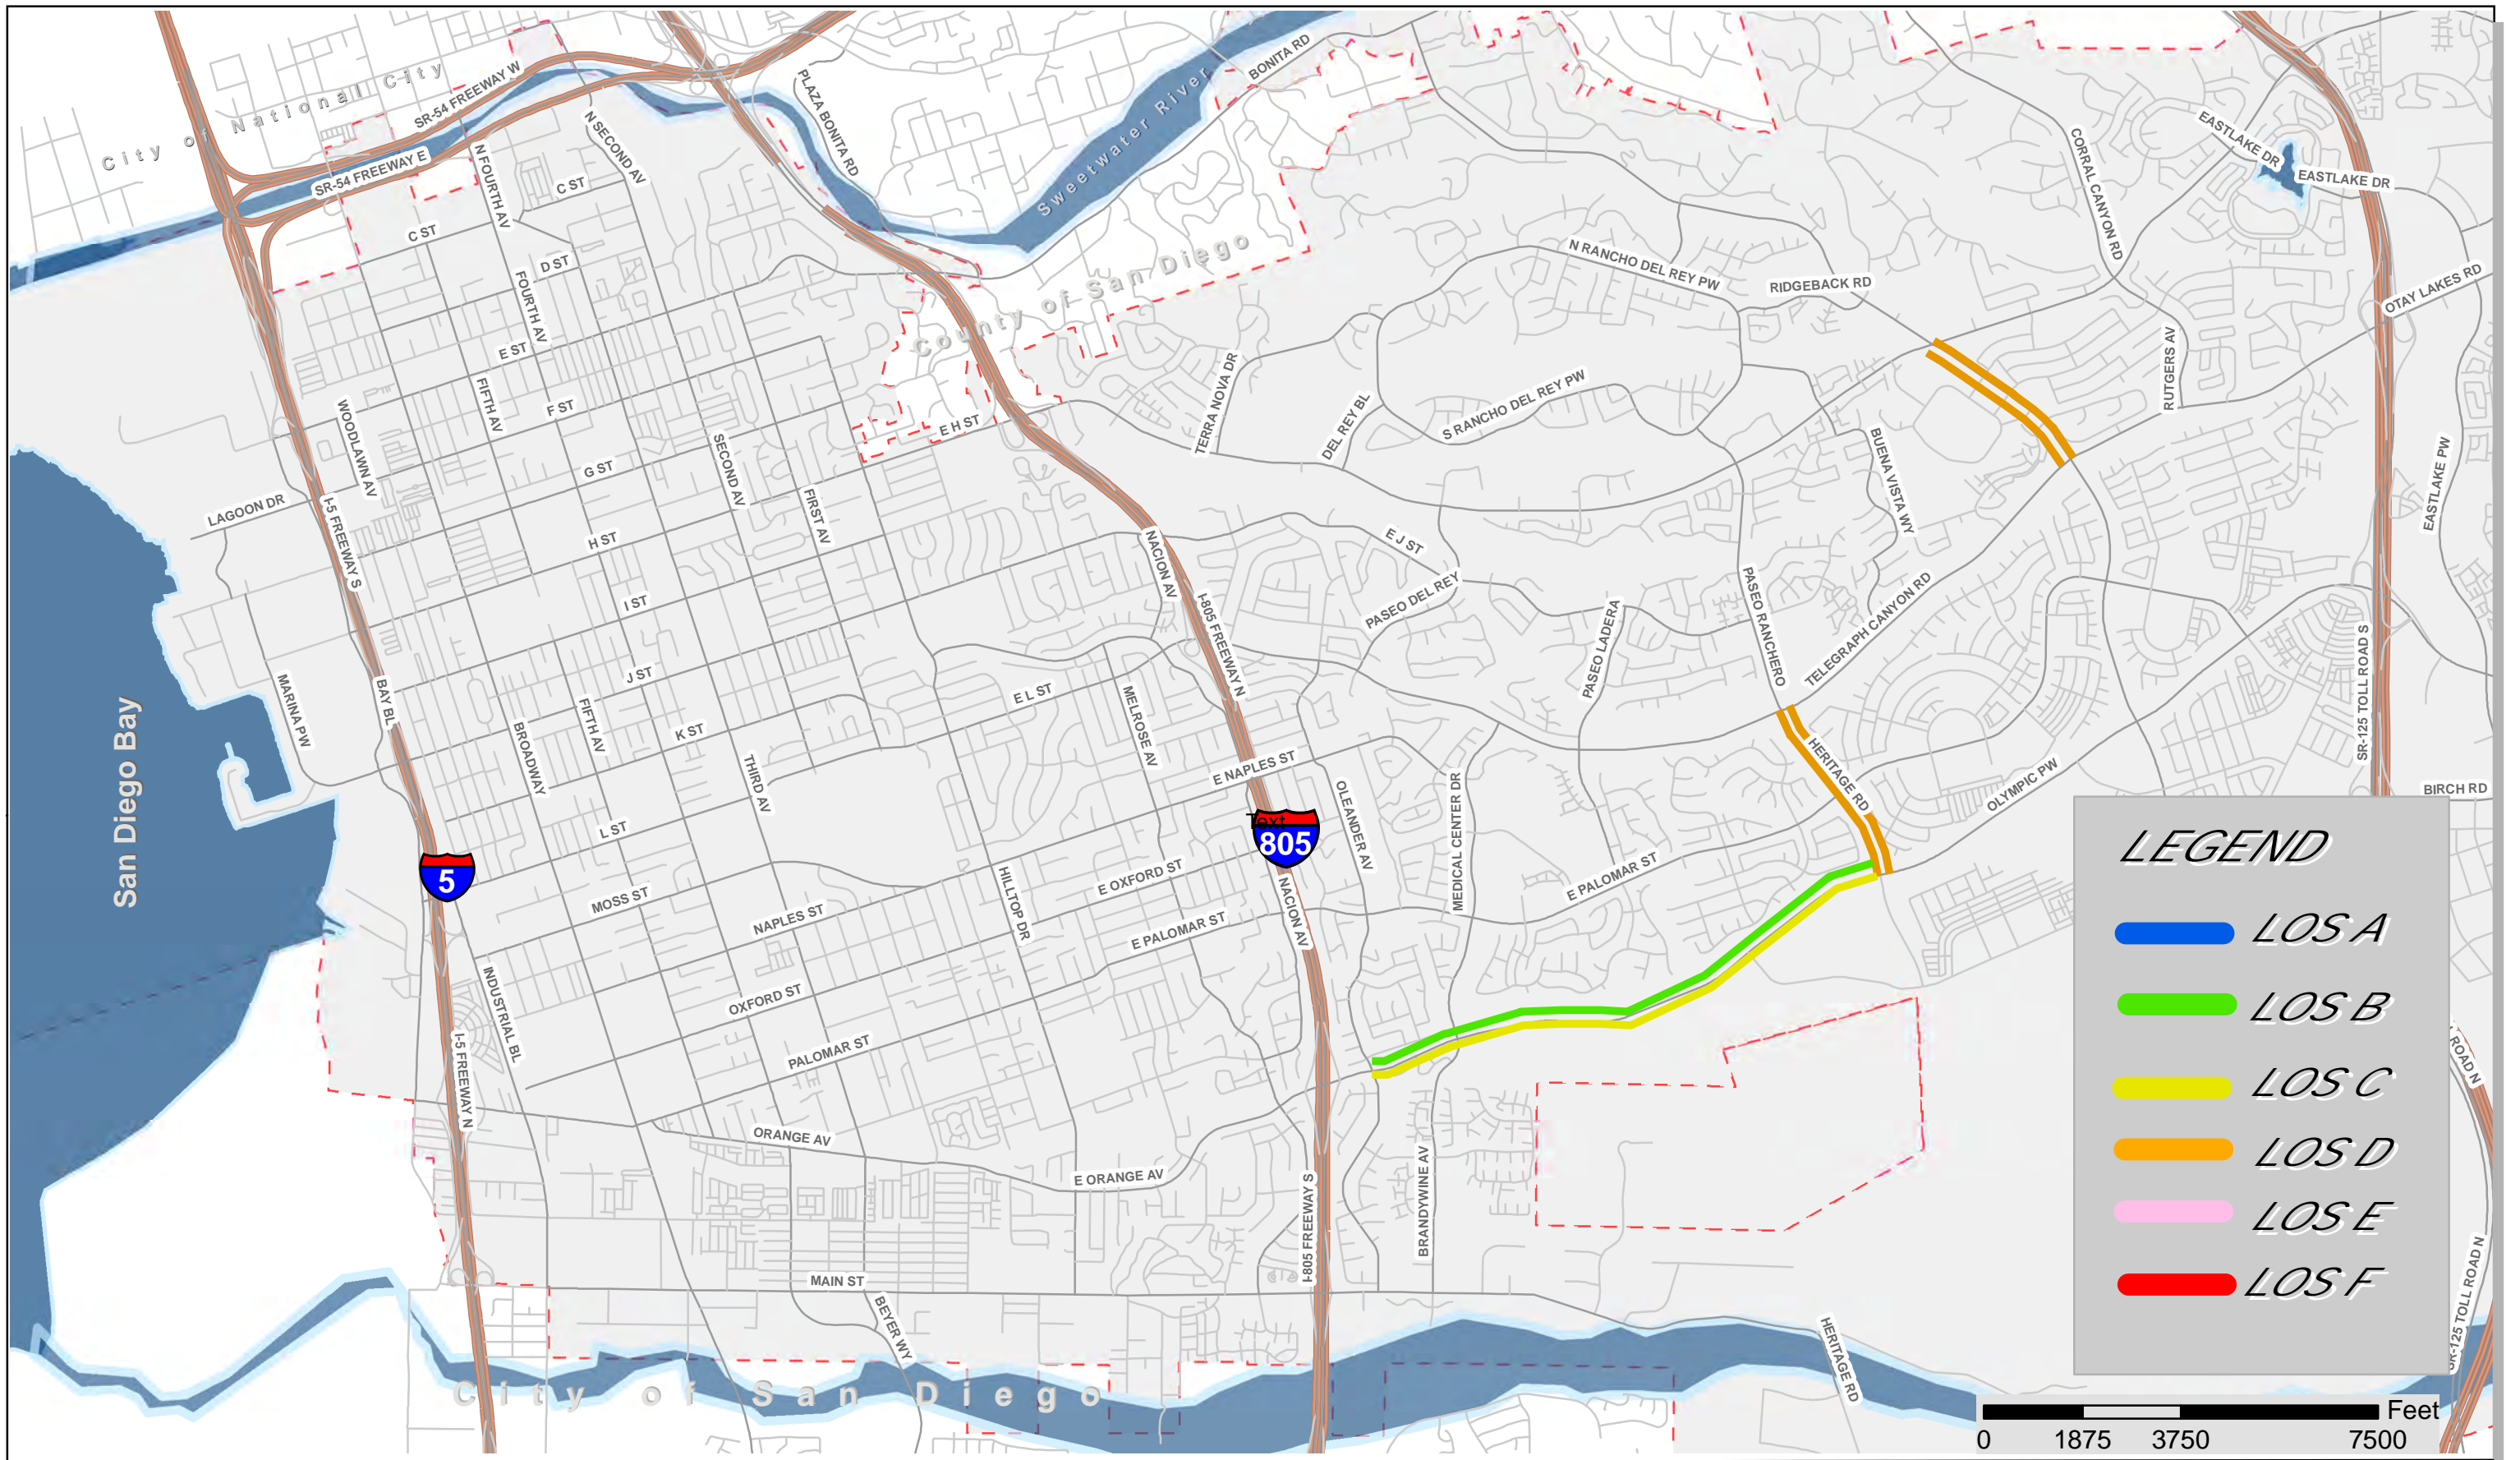 City of National City
SR-54 FREEWAY W
SR-54 FREEWAY E
N SECOND AV
N FOURTH AV
PLAZA BONITA RD
Sweetwater River
BONITA RD
CORRAL CANYON RD
EASTLAKE DR
EASTLAKE DR
C ST
C ST
D ST
FOURTH AV
E ST
County of San Diego
N RANCHO DEL REY PW
RIDGEBACK RD
OTAY LAKES RD
RUTGERS AV
WOODLAWN AV
FIFTH AV
F ST
SECOND AV
E H ST
TERRA NOVA DR
DEL REY BL
S RANCHO DEL REY PW
BUENA VISTA WY
EASTLAKE PW
LAGOON DR
I-5 FREEWAY S
G ST
FIRST AV
H ST
NACION AV
E J ST
PASEO DEL REY
I-805 FREEWAY N
PASEO LADERA
PASEO RANCHERO
TELEGRAPH CANYON RD
SR-125 TOLL ROAD S
I ST
San Diego Bay
MARINA PW
BAY BL
J ST
FIFTH AV
BROADWAY
K ST
E L ST
MELROSE AV
THIRD AV
E NAPLES ST
OLEANDER AV
MEDICAL CENTER DR
HERITAGE RD
OLYMPIC PW
BIRCH RD
Text
805
5
L ST
MOSS ST
NAPLES ST
HILLTOP DR
E OXFORD ST
E PALOMAR ST
NACION AV
E PALOMAR ST
INDUSTRIAL BL
OXFORD ST
I-5 FREEWAY N
PALOMAR ST
ORANGE AV
E ORANGE AV
I-805 FREEWAY S
BRANDYWINE AV
MAIN ST
BEYER WY
HERITAGE RD
City of San Diego
ROAD N
SR-125 TOLL ROAD N
LEGEND
LOS A
LOS B
LOS C
LOS D
LOS E
LOS F
Feet
0 1875 3750 7500